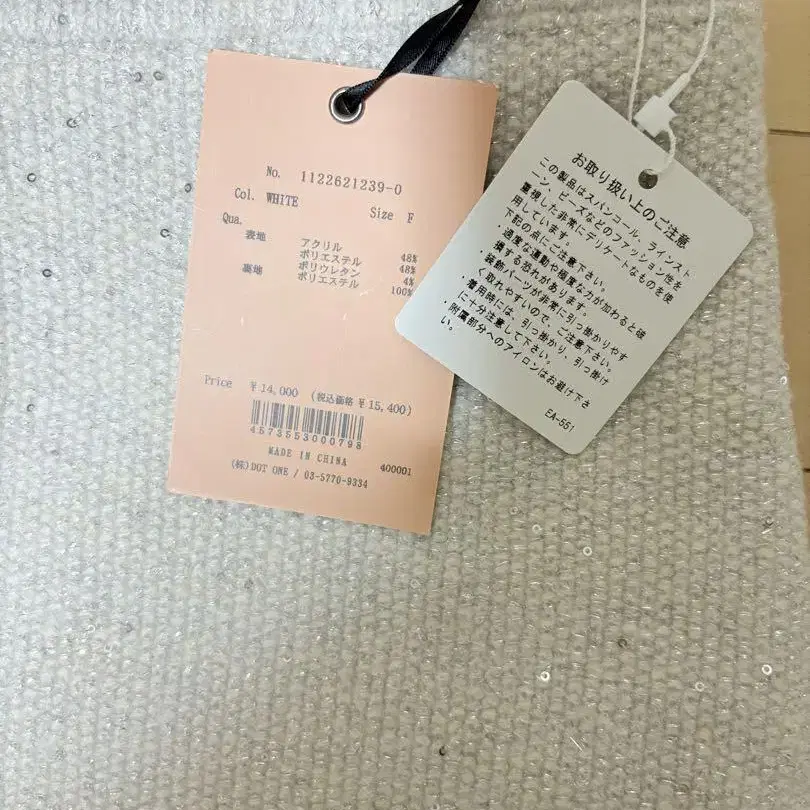 No. 1122621239-0
Col. WHITE
Size F
Qua.
表地 アクリル 48%
ポリエステル 48%
ポリウレタン 4%
裏地 ポリエステル 100%
Price ¥14,000 (税込価格 ¥15,400)
4573553000798
MADE IN CHINA
(株)DOT ONE / 03-5770-9334
400001
お取り扱い上のご注意
この製品はスパンコール、ラインスト
ーン、ビーズなどのファッション性を
重視した非常にデリケートなものを使
用しています。
下記の点にご注意下さい。
・過度な運動や極度な力が加わると破
損する恐れがあります。
・装飾パーツが非常に引っ掛かりやす
く取れやすいので、ご注意下さい。
・着用時には、引っ掛かり、引っ掛け
に十分注意して下さい。
・附属部分へのアイロンはお避け下さ
い。
EA-551